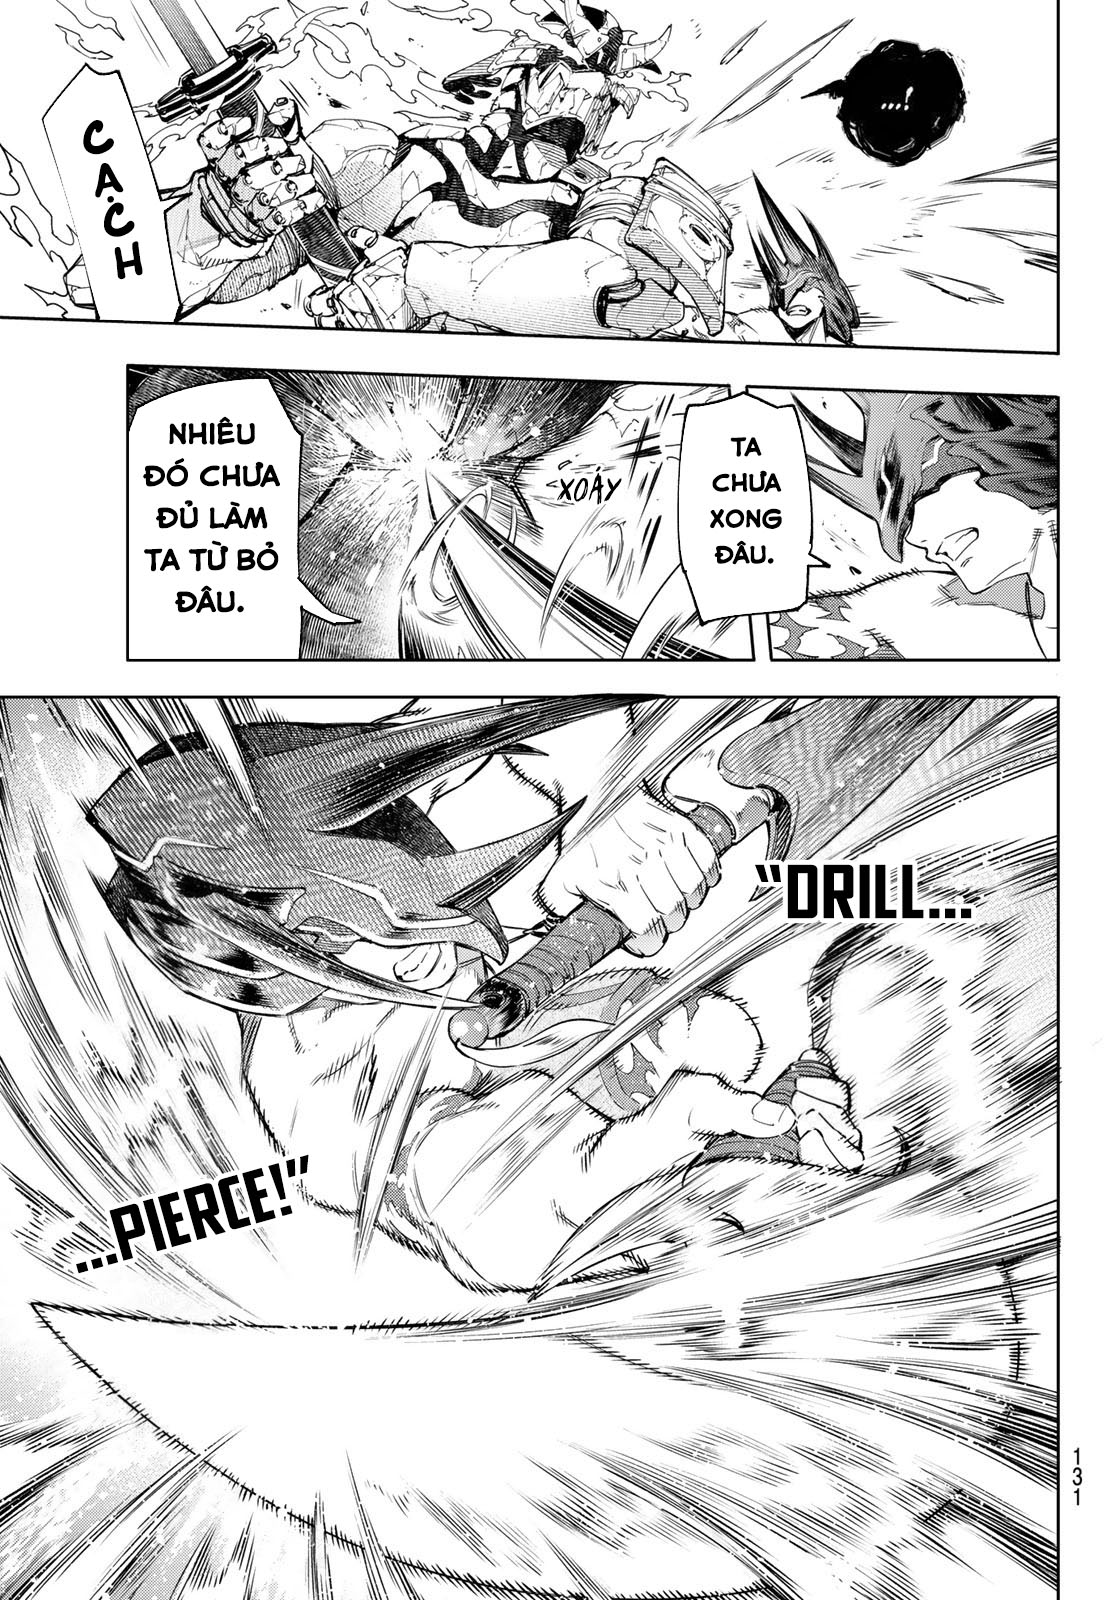 ...!
CẠCH
TA
CHƯA
XONG
ĐÂU.
XOÁY
NHIÊU
ĐÓ CHƯA
ĐỦ LÀM
TA TỪ BỎ
ĐÂU.
"DRILL...
...PIERCE!"
131